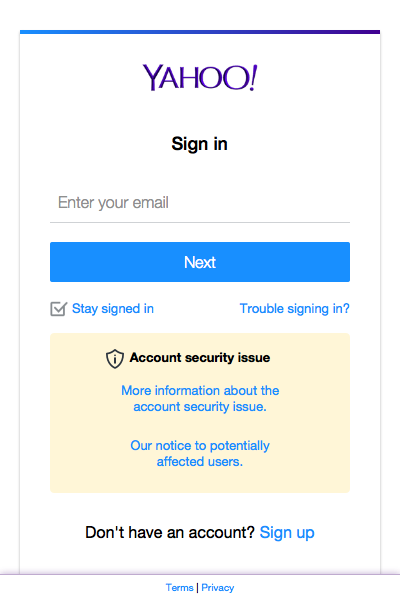 YAHOO!
Sign in
Enter your email
Next
Stay signed in
Trouble signing in?
Account security issue
More information about the
account security issue.
Our notice to potentially
affected users.
Don't have an account? Sign up
Terms | Privacy